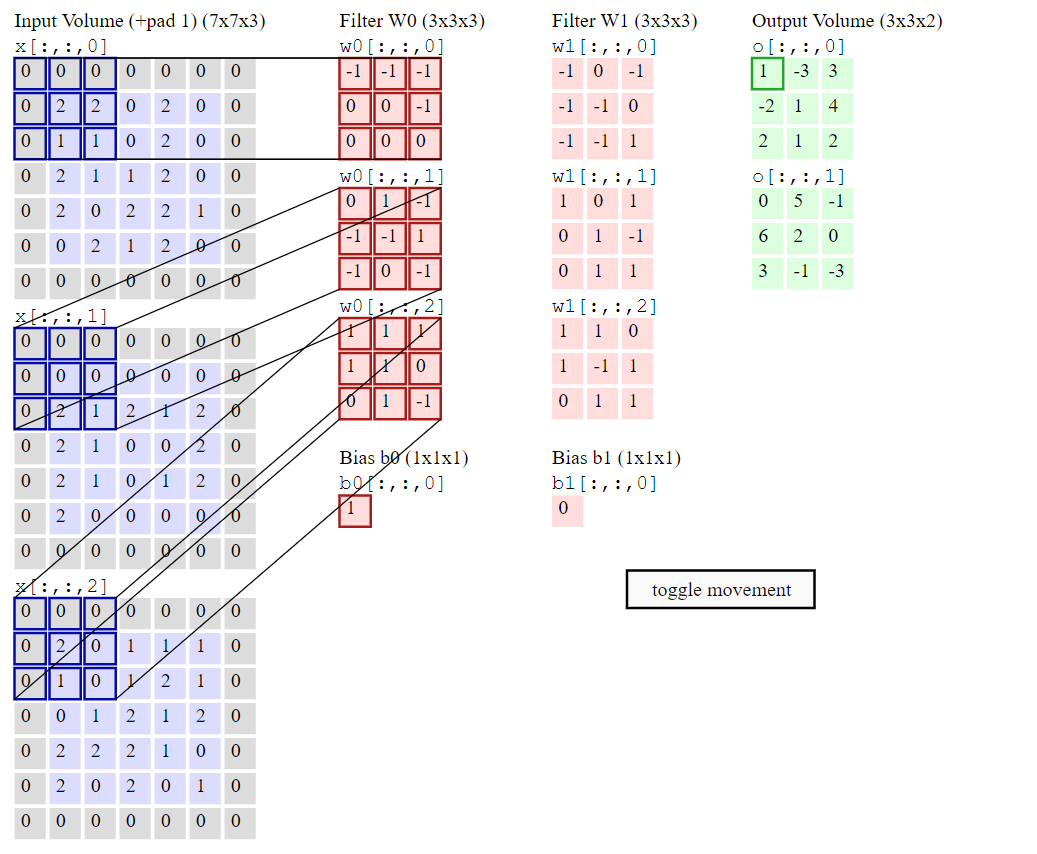 Input Volume (+pad 1) (7x7x3)
x[:,:,0]
0 0 0 0 0 0 0
0 2 2 0 2 0 0
0 1 1 0 2 0 0
0 2 1 1 2 0 0
0 2 0 2 2 1 0
0 0 2 1 2 0 0
0 0 0 0 0 0 0
x[:,:,1]
0 0 0 0 0 0 0
0 0 0 0 0 0 0
0 2 1 2 1 2 0
0 2 1 0 0 2 0
0 2 1 0 1 2 0
0 2 0 0 0 0 0
0 0 0 0 0 0 0
x[:,:,2]
0 0 0 0 0 0 0
0 2 0 1 1 1 0
0 1 0 1 2 1 0
0 0 1 2 1 2 0
0 2 2 2 1 0 0
0 2 0 2 0 1 0
0 0 0 0 0 0 0
Filter W0 (3x3x3)
w0[:,:,0]
-1 -1 -1
0 0 -1
0 0 0
w0[:,:,1]
0 1 -1
-1 -1 1
-1 0 -1
w0[:,:,2]
1 1 1
1 1 0
0 1 -1
Bias b0 (1x1x1)
b0[:,:,0]
1
Filter W1 (3x3x3)
w1[:,:,0]
-1 0 -1
-1 -1 0
-1 -1 1
w1[:,:,1]
1 0 1
0 1 -1
0 1 1
w1[:,:,2]
1 1 0
1 -1 1
0 1 1
Bias b1 (1x1x1)
b1[:,:,0]
0
Output Volume (3x3x2)
o[:,:,0]
1 -3 3
-2 1 4
2 1 2
o[:,:,1]
0 5 -1
6 2 0
3 -1 -3
toggle movement